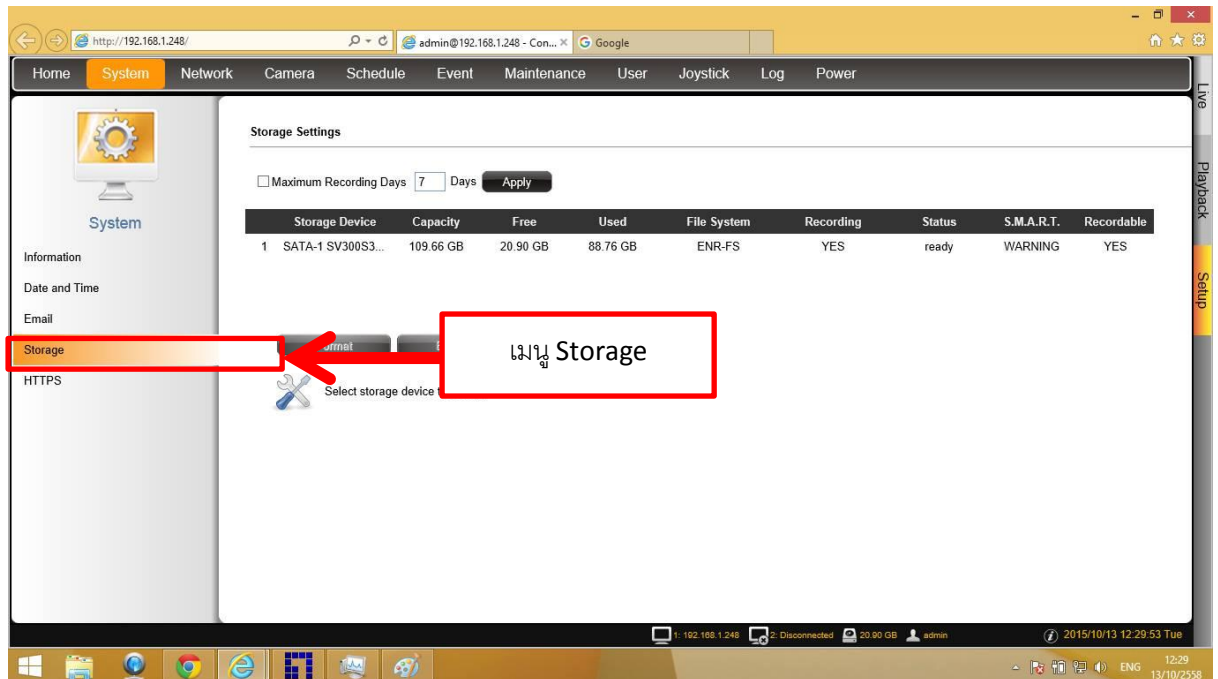 http://192.168.1.248/
admin@192.168.1.248 - Con...
Google
Home System Network Camera Schedule Event Maintenance User Joystick Log Power
Live
Playback
Setup
System
Information
Date and Time
Email
Storage
HTTPS
Storage Settings
Maximum Recording Days 7 Days Apply
Storage Device Capacity Free Used File System Recording Status S.M.A.R.T. Recordable
1 SATA-1 SV300S3... 109.66 GB 20.90 GB 88.76 GB ENR-FS YES ready WARNING YES
เมนู Storage
Select storage device
1: 192.168.1.248 2: Disconnected 20.90 GB admin 2015/10/13 12:29:53 Tue
ENG 12:29
13/10/2558